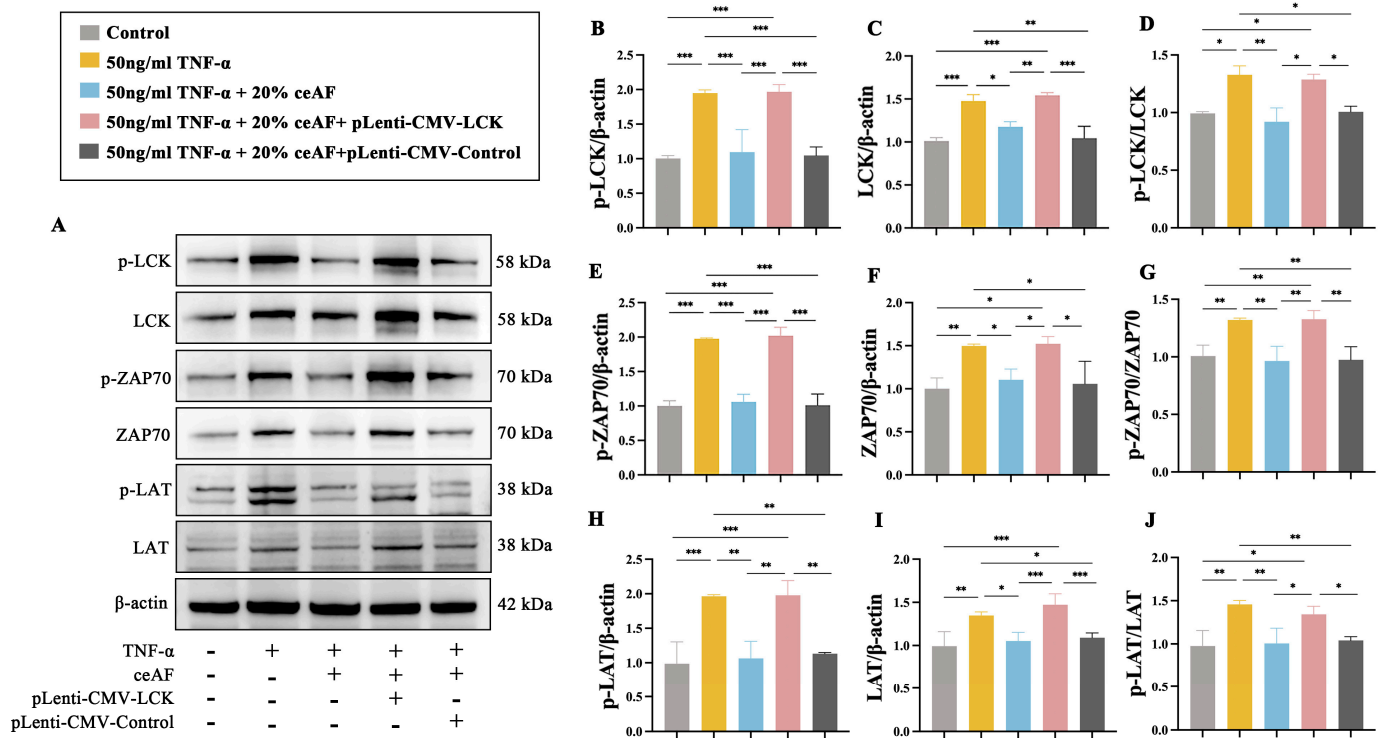 Control
50ng/ml TNF-α
50ng/ml TNF-α + 20% ceAF
50ng/ml TNF-α + 20% ceAF+ pLenti-CMV-LCK
50ng/ml TNF-α + 20% ceAF+pLenti-CMV-Control
A
p-LCK 58 kDa
LCK 58 kDa
p-ZAP70 70 kDa
ZAP70 70 kDa
p-LAT 38 kDa
LAT 38 kDa
β-actin 42 kDa
TNF-α - + + + +
ceAF - - + + +
pLenti-CMV-LCK - - - + -
pLenti-CMV-Control - - - - +
B
***
***
*** *** *** ***
p-LCK/β-actin
2.5
2.0
1.5
1.0
0.5
0.0
C
**
***
*** * ** ***
LCK/β-actin
2.0
1.5
1.0
0.5
0.0
D
*
*
* ** * *
p-LCK/LCK
1.5
1.0
0.5
0.0
E
***
***
*** *** *** ***
p-ZAP70/β-actin
2.5
2.0
1.5
1.0
0.5
0.0
F
*
*
** * * *
ZAP70/β-actin
2.0
1.5
1.0
0.5
0.0
G
**
**
** ** ** **
p-ZAP70/ZAP70
1.5
1.0
0.5
0.0
H
**
***
*** ** ** **
p-LAT/β-actin
2.5
2.0
1.5
1.0
0.5
0.0
I
***
*
** * *** ***
LAT/β-actin
2.0
1.5
1.0
0.5
0.0
J
**
*
** ** * *
p-LAT/LAT
2.0
1.5
1.0
0.5
0.0